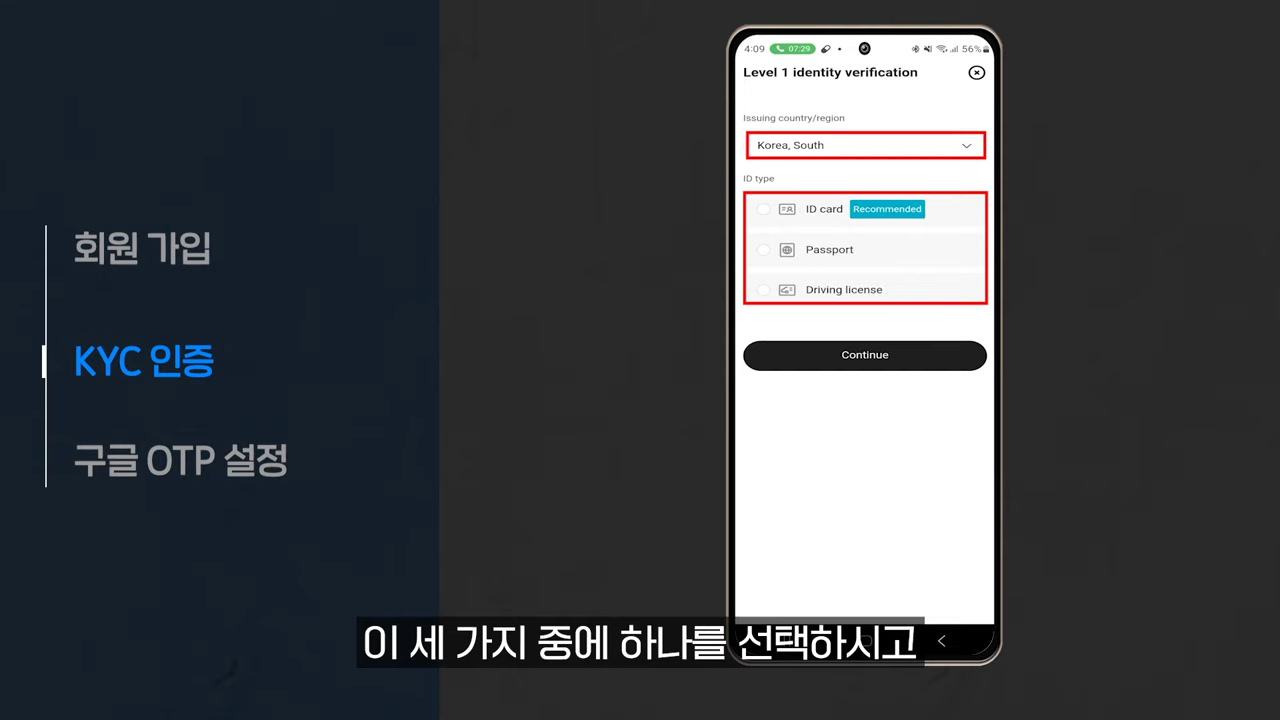 회원 가입
KYC 인증
구글 OTP 설정
4:09 07:29 56%
Level 1 identity verification
Issuing country/region
Korea, South
ID type
ID card Recommended
Passport
Driving license
Continue
이 세 가지 중에 하나를 선택하시고